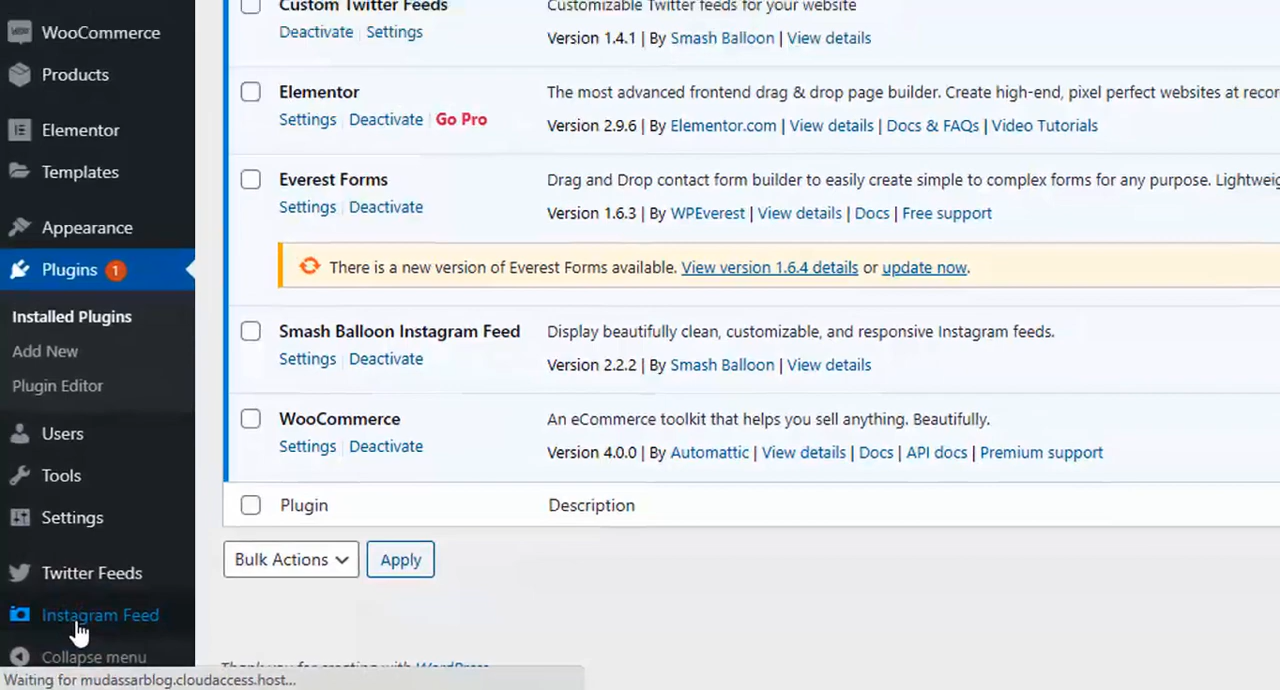 WooCommerce
Products
Elementor
Templates
Appearance
Plugins 1
Installed Plugins
Add New
Plugin Editor
Users
Tools
Settings
Twitter Feeds
Instagram Feed
Collapse menu
Custom Twitter Feeds
Customizable Twitter feeds for your website
Deactivate | Settings
Version 1.4.1 | By Smash Balloon | View details
Elementor
The most advanced frontend drag & drop page builder. Create high-end, pixel perfect websites at recor
Settings | Deactivate | Go Pro
Version 2.9.6 | By Elementor.com | View details | Docs & FAQs | Video Tutorials
Everest Forms
Drag and Drop contact form builder to easily create simple to complex forms for any purpose. Lightweig
Settings | Deactivate
Version 1.6.3 | By WPEverest | View details | Docs | Free support
There is a new version of Everest Forms available. View version 1.6.4 details or update now.
Smash Balloon Instagram Feed
Display beautifully clean, customizable, and responsive Instagram feeds.
Settings | Deactivate
Version 2.2.2 | By Smash Balloon | View details
WooCommerce
An eCommerce toolkit that helps you sell anything. Beautifully.
Settings | Deactivate
Version 4.0.0 | By Automattic | View details | Docs | API docs | Premium support
Plugin
Description
Bulk Actions
Apply
Thank you for creating with WordPress
Waiting for mudassarblog.cloudaccess.host...